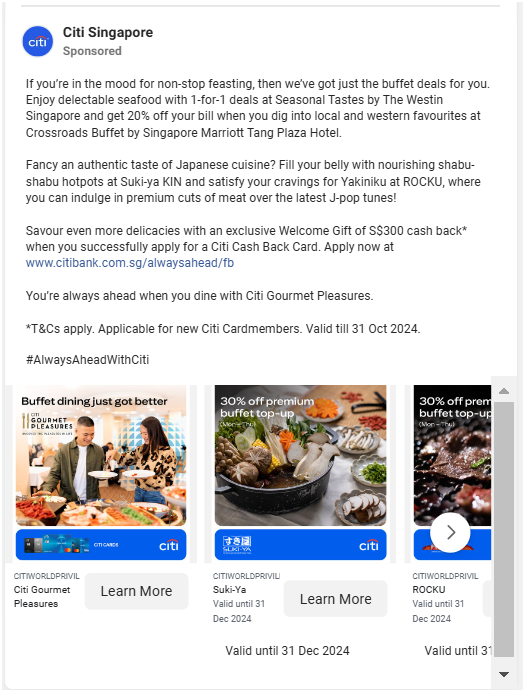 Citi Singapore
Sponsored
If you're in the mood for non-stop feasting, then we've got just the buffet deals for you.
Enjoy delectable seafood with 1-for-1 deals at Seasonal Tastes by The Westin
Singapore and get 20% off your bill when you dig into local and western favourites at
Crossroads Buffet by Singapore Marriott Tang Plaza Hotel.
Fancy an authentic taste of Japanese cuisine? Fill your belly with nourishing shabu-
shabu hotpots at Suki-ya KIN and satisfy your cravings for Yakiniku at ROCKU, where
you can indulge in premium cuts of meat over the latest J-pop tunes!
Savour even more delicacies with an exclusive Welcome Gift of S$300 cash back*
when you successfully apply for a Citi Cash Back Card. Apply now at
www.citibank.com.sg/alwaysahead/fb
You're always ahead when you dine with Citi Gourmet Pleasures.
*T&Cs apply. Applicable for new Citi Cardmembers. Valid till 31 Oct 2024.
#AlwaysAheadWithCiti
Buffet dining just got better
CITI
GOURMET
PLEASURES
CITI CARDS
citi
CITIWORLDPRIVIL
Citi Gourmet
Pleasures
Learn More
30% off premium
buffet top-up
(Mon – Thu)
SUKI-YA
citi
CITIWORLDPRIVIL
Suki-Ya
Valid until 31
Dec 2024
Learn More
Valid until 31 Dec 2024
30% off prem
buffet top-up
(Mon – Thu)
CITIWORLDPRIVIL
ROCKU
Valid until 31
Dec 2024
Valid until 31